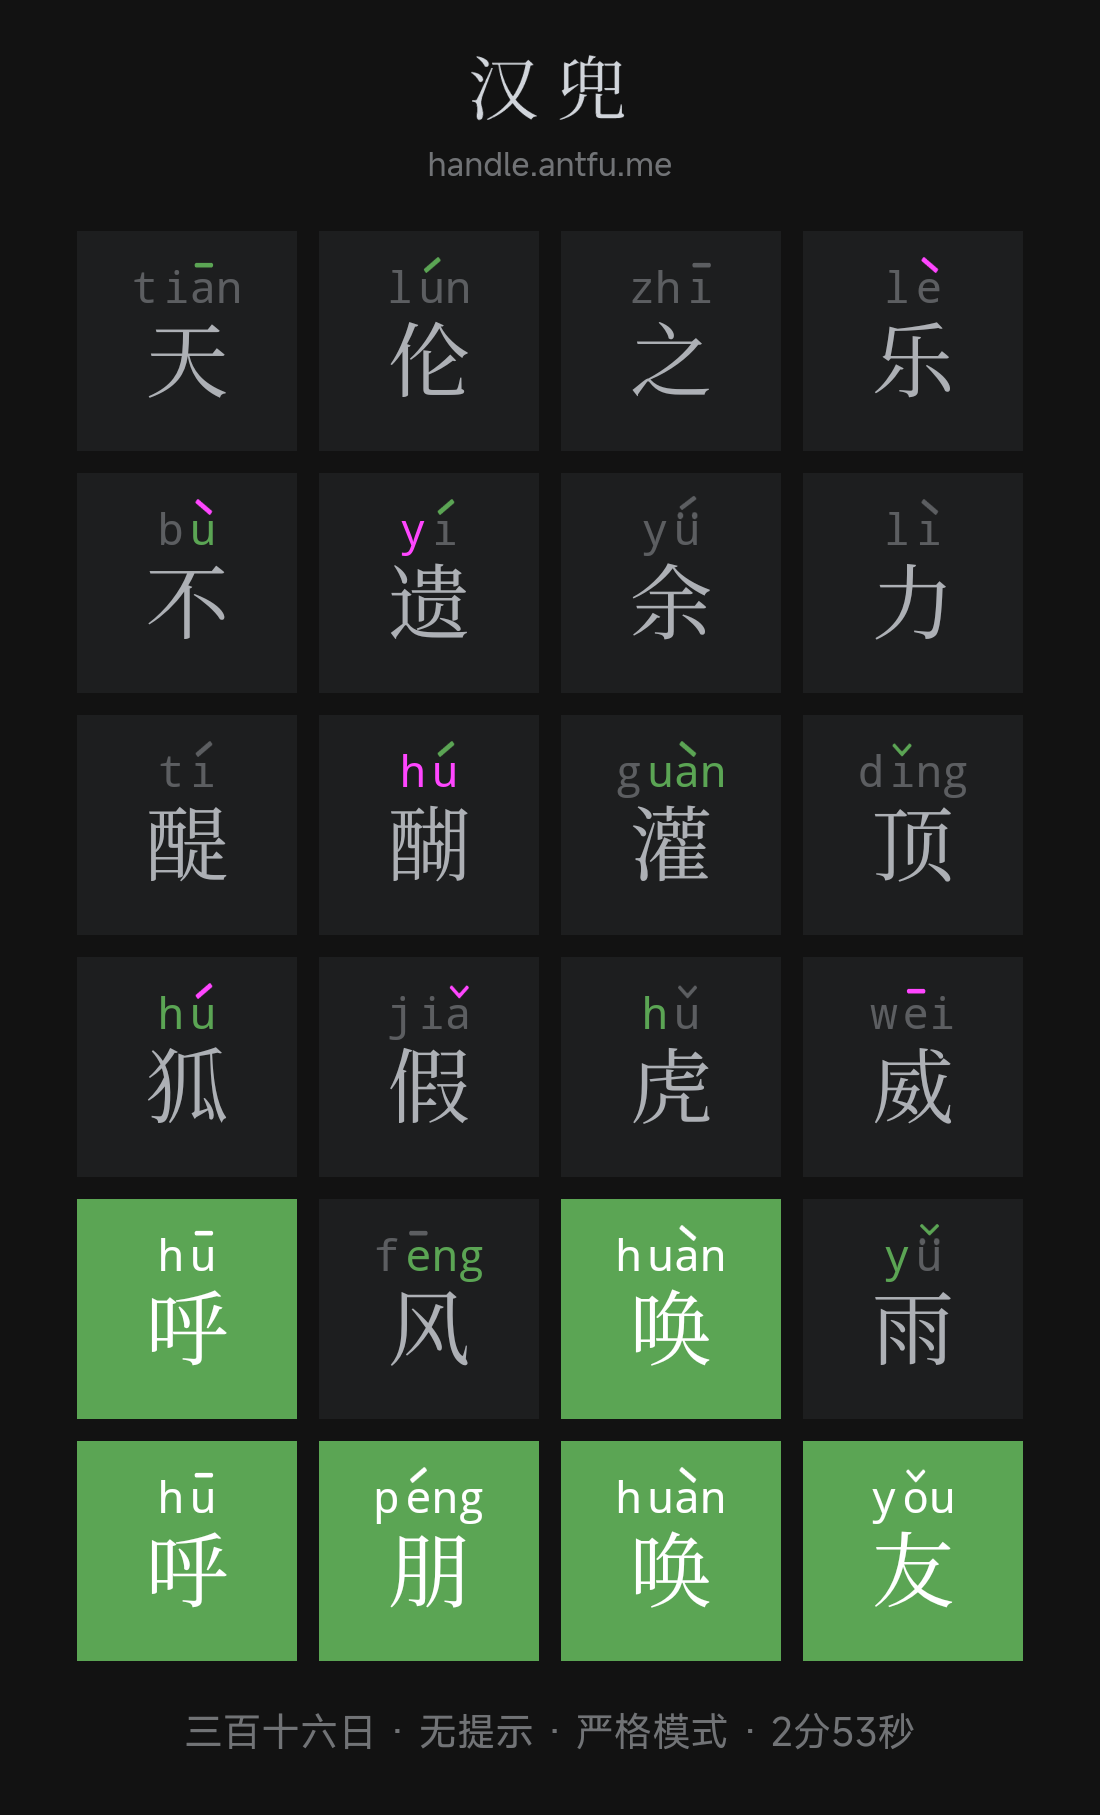 汉兜
handle.antfu.me
tiān lún zhī lè
天伦之乐
bù yí yǘ lì
不遗余力
tí hú guàn dǐng
醍醐灌顶
hú jiǎ hǔ wēi
狐假虎威
hū fēng huàn yǚ
呼风唤雨
hū péng huàn yǒu
呼朋唤友
三百十六日 · 无提示 · 严格模式 · 2分53秒